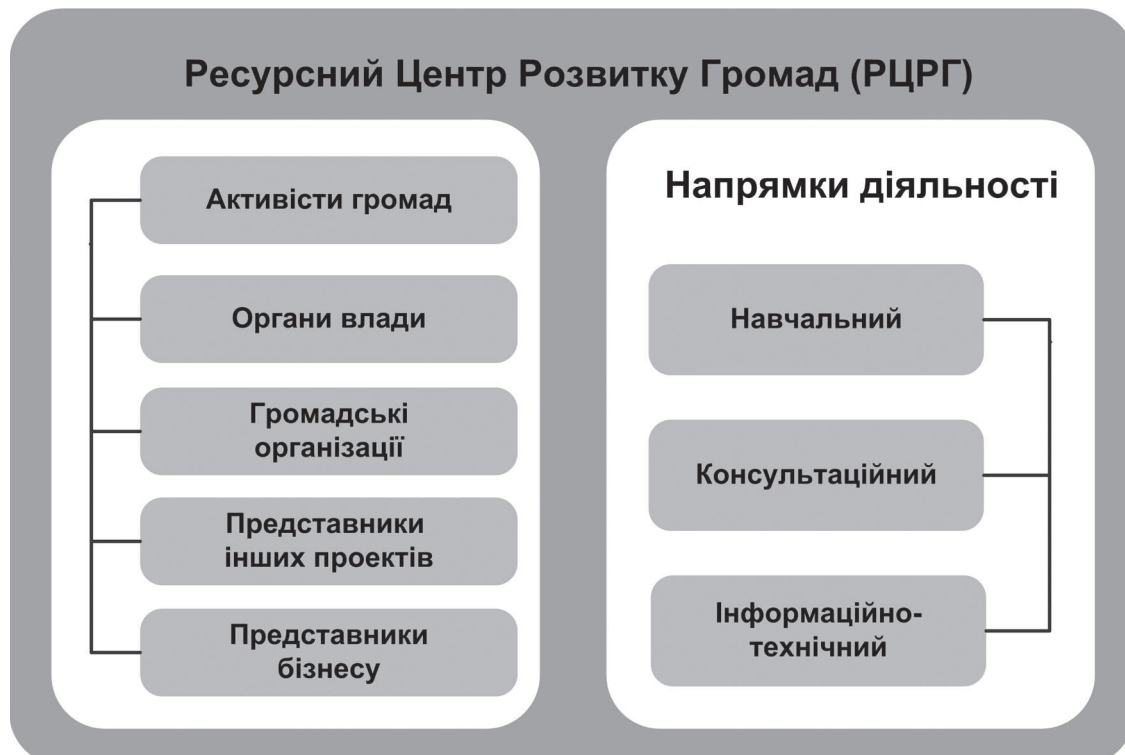 Ресурсний Центр Розвитку Громад (РЦРГ)
Активісти громад
Органи влади
Громадські
організації
Представники
інших проектів
Представники
бізнесу
Напрямки діяльності
Навчальний
Консультаційний
Інформаційно-
технічний